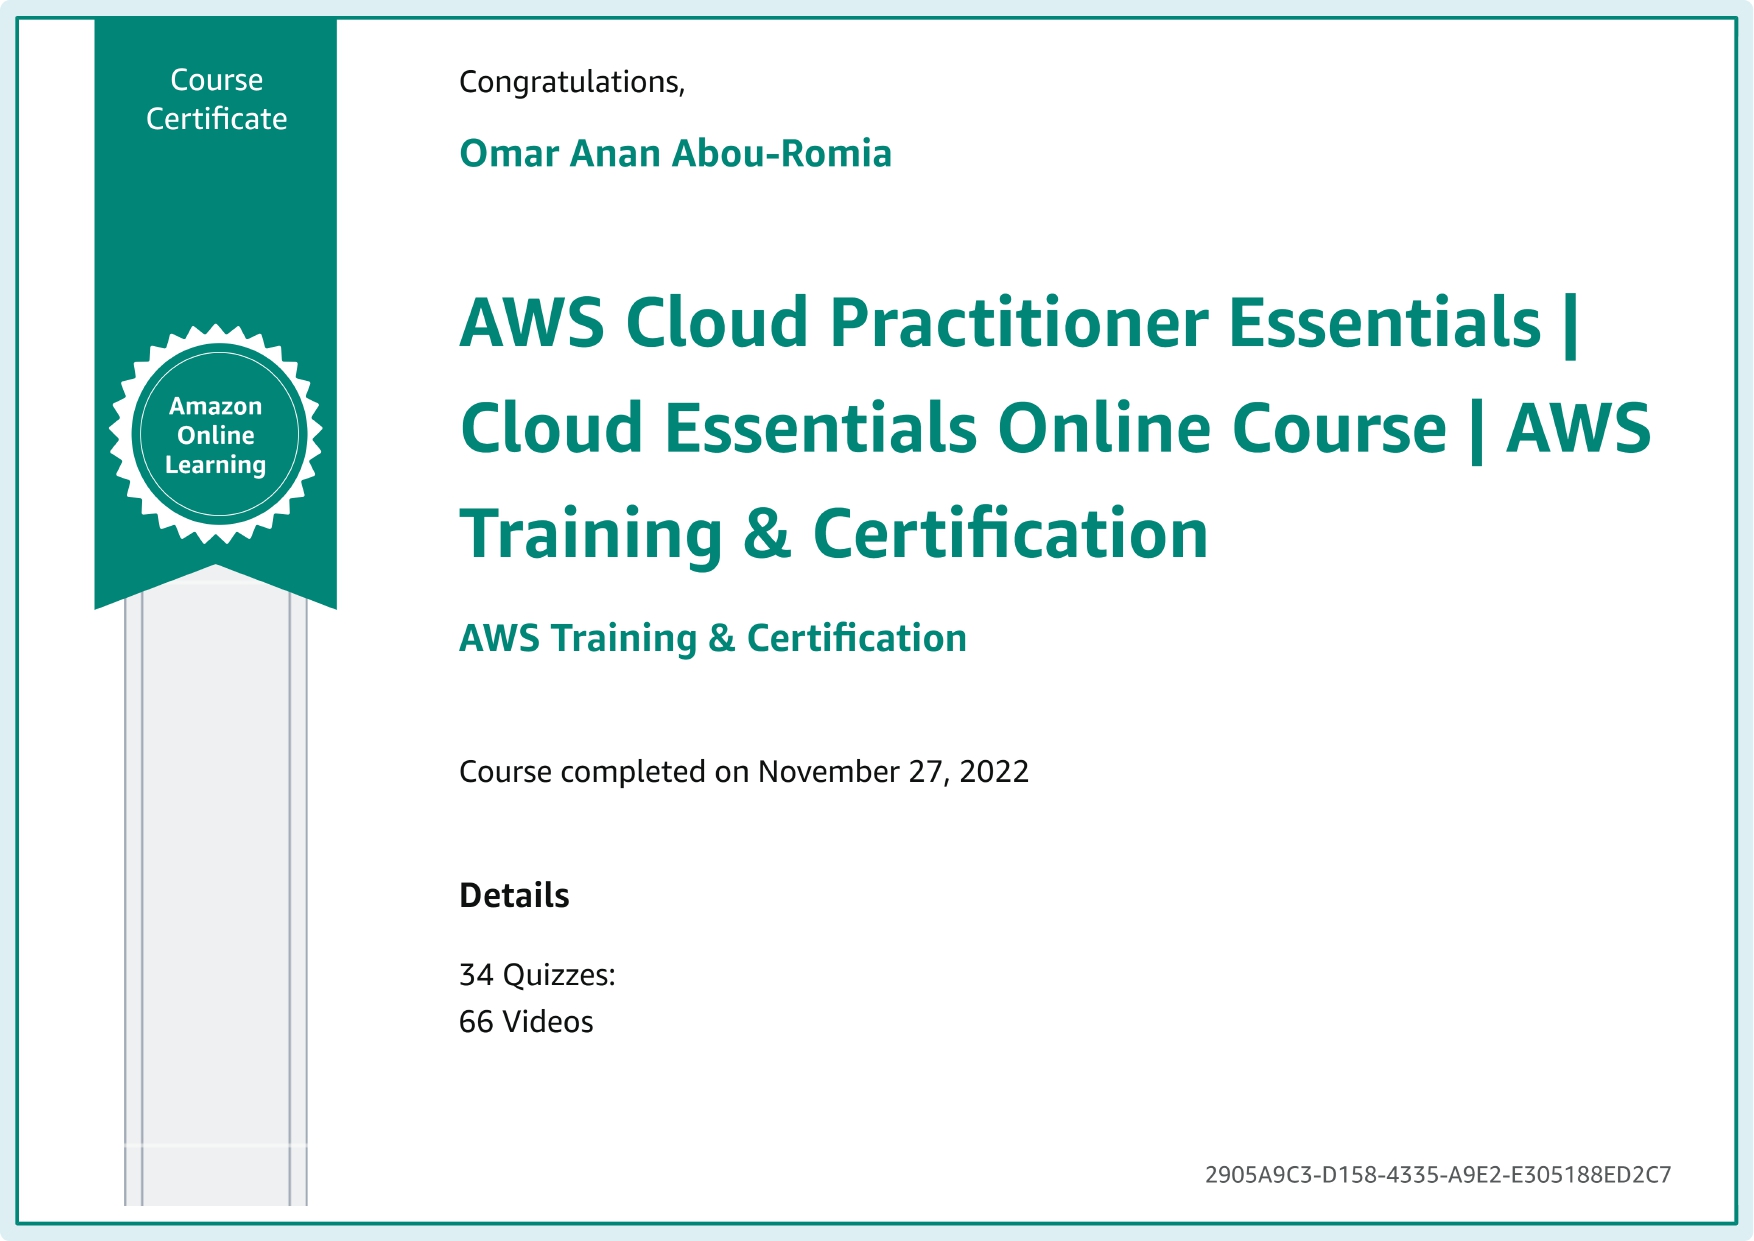 Course
Certificate
Amazon
Online
Learning
Congratulations,
Omar Anan Abou-Romia
AWS Cloud Practitioner Essentials |
Cloud Essentials Online Course | AWS
Training & Certification
AWS Training & Certification
Course completed on November 27, 2022
Details
34 Quizzes:
66 Videos
2905A9C3-D158-4335-A9E2-E305188ED2C7